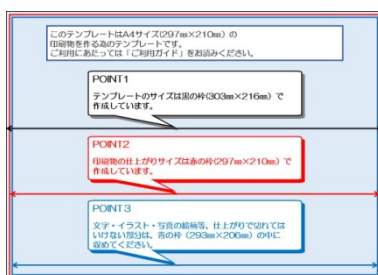 このテンプレートはA4サイズ(297㎜×210㎜)の
印刷物を作る為のテンプレートです。
ご利用にあたっては「ご利用ガイド」をお読みください。
POINT1
テンプレートのサイズは黒の枠(303㎜×216㎜)で
作成しています。
POINT2
印刷物の仕上がりサイズは赤の枠(297㎜×210㎜)で
作成しています。
POINT3
文字・イラスト・写真の絵柄等、仕上がりで切れては
いけない部分は、青の枠（293㎜×206㎜）の中に
収めてください。